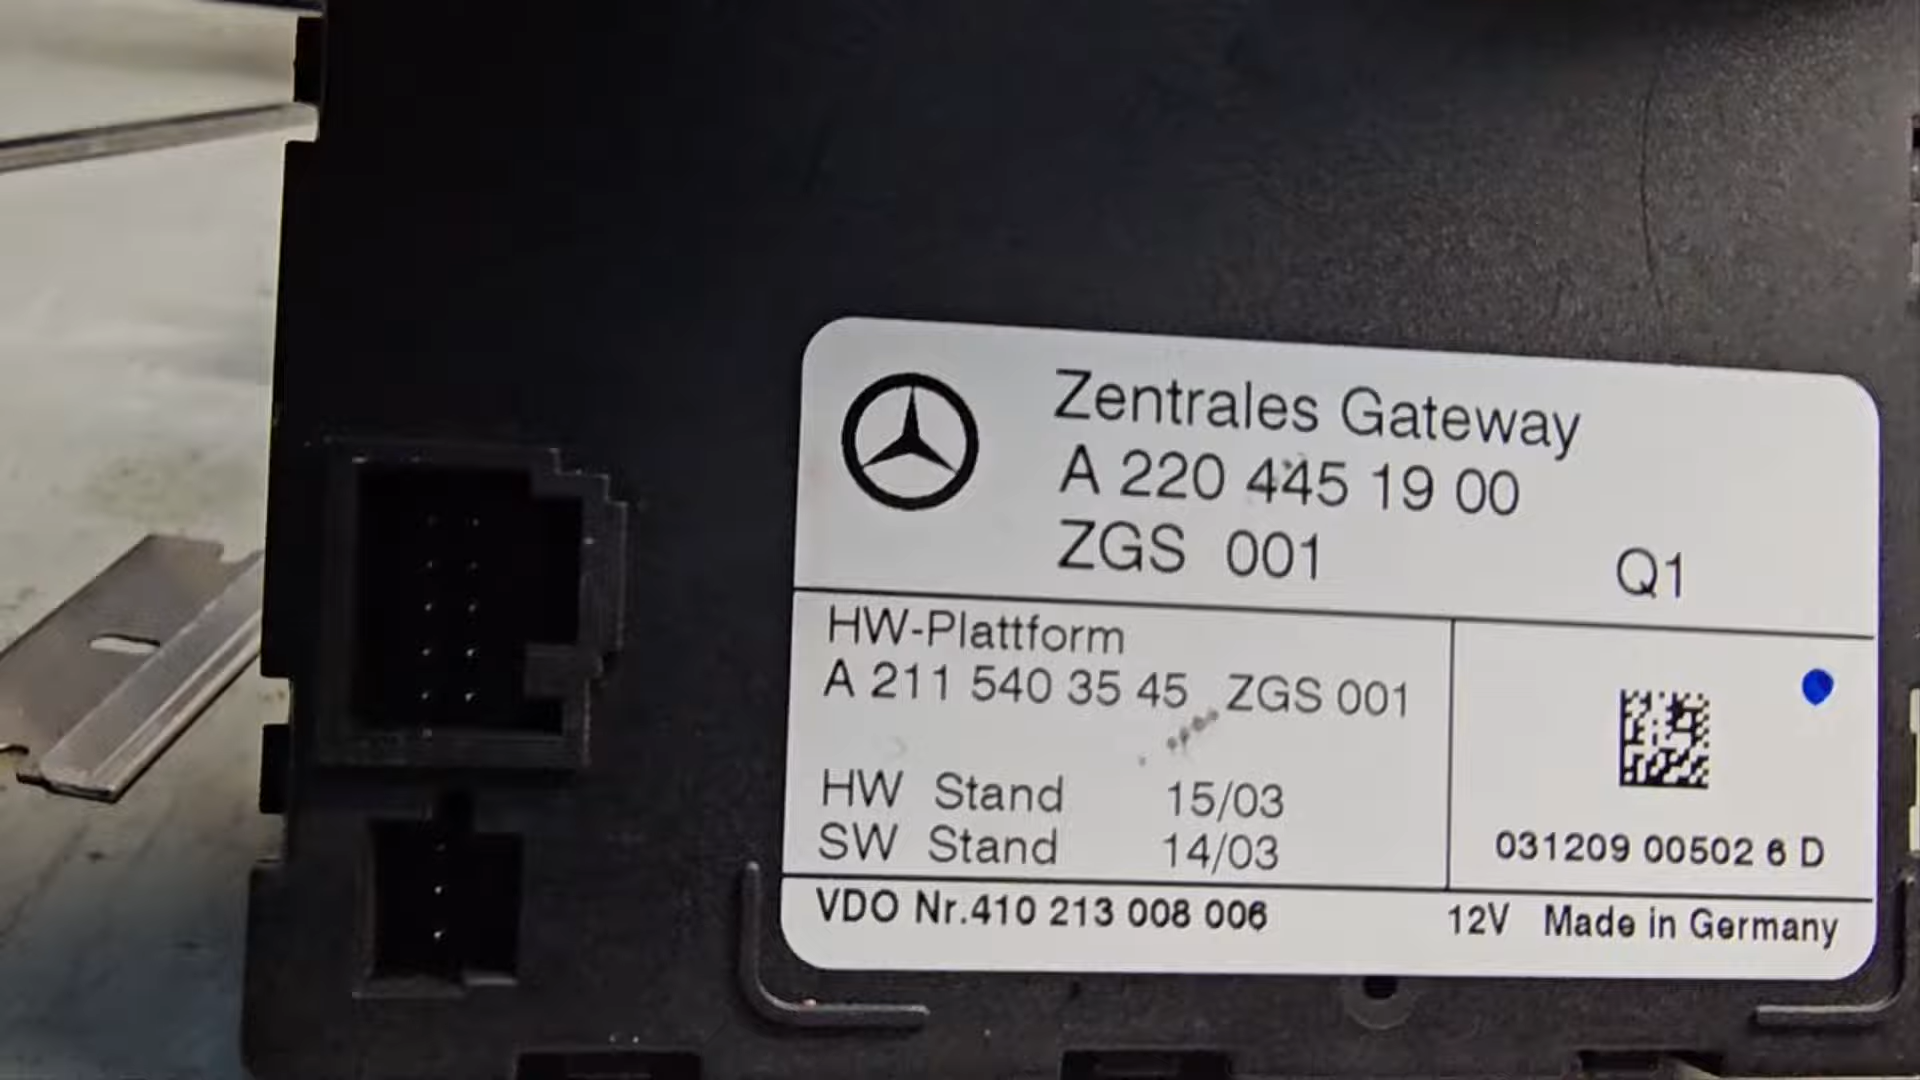 Zentrales Gateway
A 220 445 19 00
ZGS 001 Q1
HW-Plattform
A 211 540 35 45 ZGS 001
HW Stand 15/03
SW Stand 14/03
031209 00502 6 D
VDO Nr.410 213 008 006 12V Made in Germany